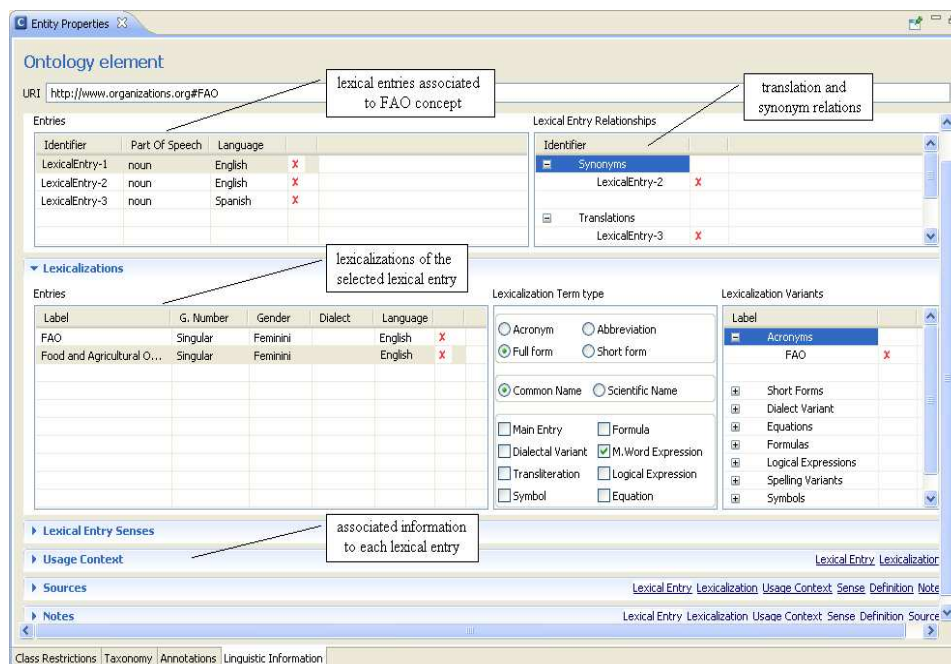 Entity Properties
Ontology element
URI http://www.organizations.org#FAO
lexical entries associated
to FAO concept
translation and
synonym relations
Entries
Identifier Part Of Speech Language
LexicalEntry-1 noun English X
LexicalEntry-2 noun English X
LexicalEntry-3 noun Spanish X
Lexical Entry Relationships
Identifier
Synonyms
LexicalEntry-2 X
Translations
LexicalEntry-3 X
lexicalizations of the
selected lexical entry
Lexicalizations
Entries
Label G. Number Gender Dialect Language
FAO Singular Feminini English X
Food and Agricultural O... Singular Feminini English X
Lexicalization Term type
Acronym Abbreviation
Full form Short form
Common Name Scientific Name
Main Entry Formula
Dialectal Variant M.Word Expression
Transliteration Logical Expression
Symbol Equation
Lexicalization Variants
Label
Acronyms
FAO X
Short Forms
Dialect Variant
Equations
Formulas
Logical Expressions
Spelling Variants
Symbols
associated information
to each lexical entry
Lexical Entry Senses
Usage Context Lexical Entry Lexicalization
Sources Lexical Entry Lexicalization Usage Context Sense Definition Note
Notes Lexical Entry Lexicalization Usage Context Sense Definition Source
Class Restrictions Taxonomy Annotations Linguistic Information